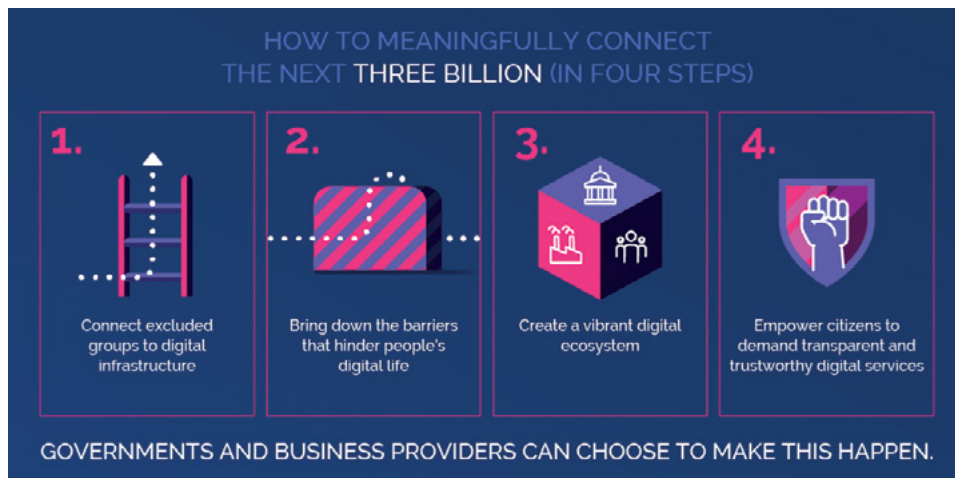 HOW TO MEANINGFULLY CONNECT
THE NEXT THREE BILLION (IN FOUR STEPS)
1.
Connect excluded
groups to digital
infrastructure
2.
Bring down the barriers
that hinder people's
digital life
3.
Create a vibrant digital
ecosystem
4.
Empower citizens to
demand transparent and
trustworthy digital services
GOVERNMENTS AND BUSINESS PROVIDERS CAN CHOOSE TO MAKE THIS HAPPEN.